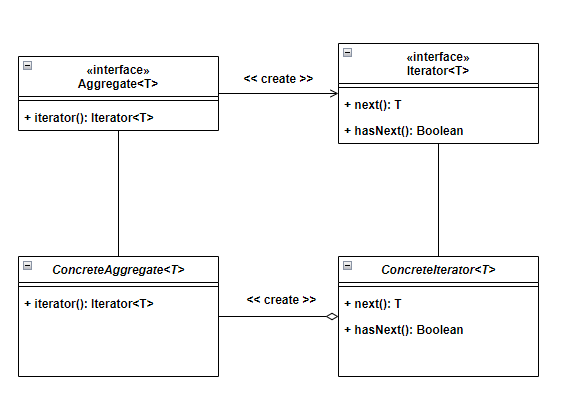 «interface»
Aggregate<T>
+ iterator(): Iterator<T>
<< create >>
«interface»
Iterator<T>
+ next(): T
+ hasNext(): Boolean
ConcreteAggregate<T>
+ iterator(): Iterator<T>
<< create >>
ConcreteIterator<T>
+ next(): T
+ hasNext(): Boolean